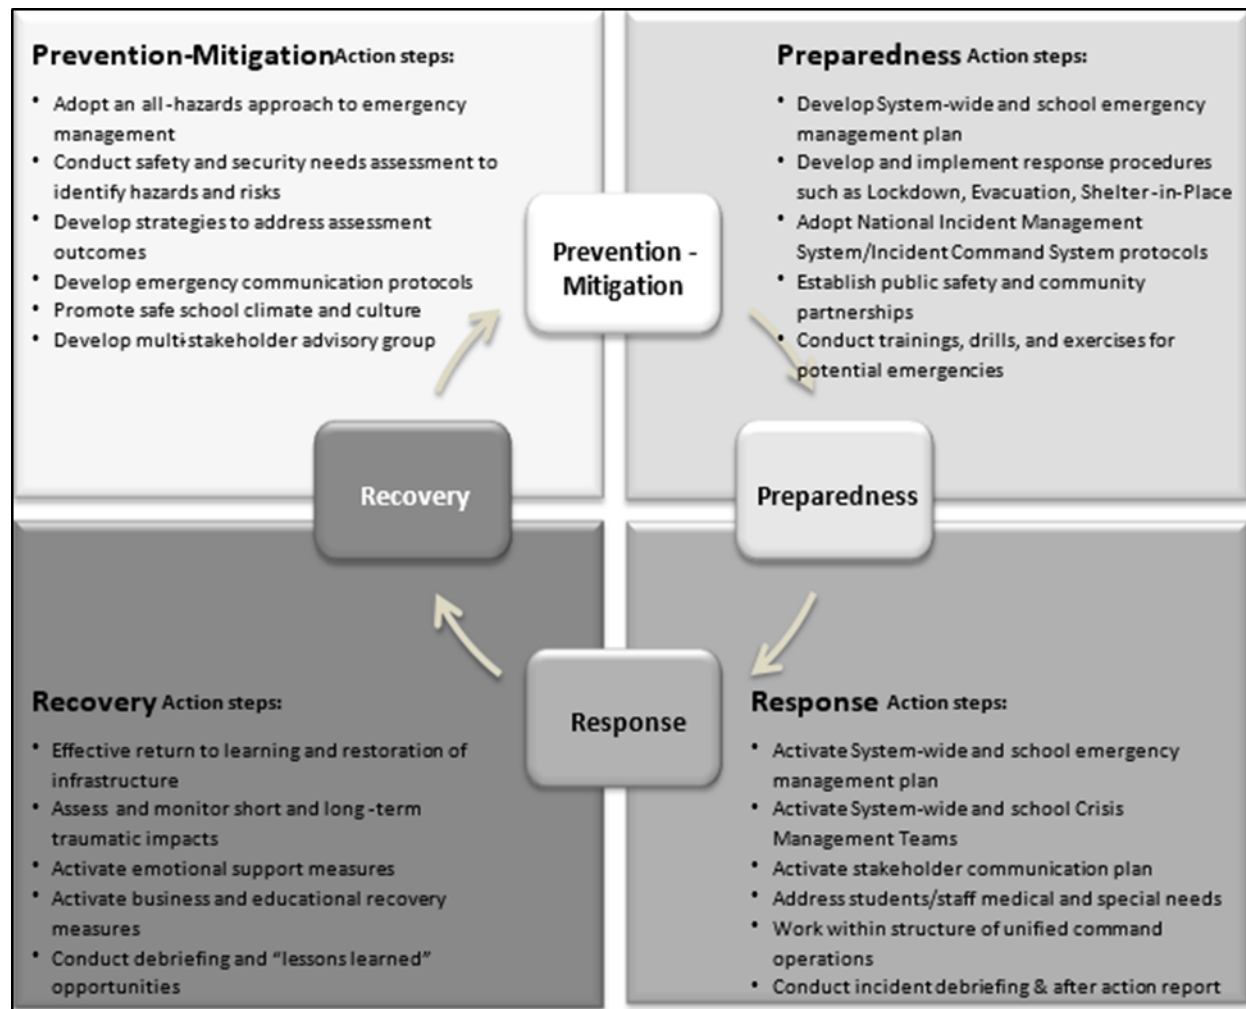 Prevention-Mitigation Action steps:
• Adopt an all-hazards approach to emergency
management
• Conduct safety and security needs assessment to
identify hazards and risks
• Develop strategies to address assessment
outcomes
• Develop emergency communication protocols
• Promote safe school climate and culture
• Develop multi-stakeholder advisory group
Preparedness Action steps:
• Develop System-wide and school emergency
management plan
• Develop and implement response procedures
such as Lockdown, Evacuation, Shelter-in-Place
• Adopt National Incident Management
System/Incident Command System protocols
• Establish public safety and community
partnerships
• Conduct trainings, drills, and exercises for
potential emergencies
Prevention -
Mitigation
Recovery
Preparedness
Response
Recovery Action steps:
• Effective return to learning and restoration of
infrastructure
• Assess and monitor short and long-term
traumatic impacts
• Activate emotional support measures
• Activate business and educational recovery
measures
• Conduct debriefing and “lessons learned”
opportunities
Response Action steps:
• Activate System-wide and school emergency
management plan
• Activate System-wide and school Crisis
Management Teams
• Activate stakeholder communication plan
• Address students/staff medical and special needs
• Work within structure of unified command
operations
• Conduct incident debriefing & after action report